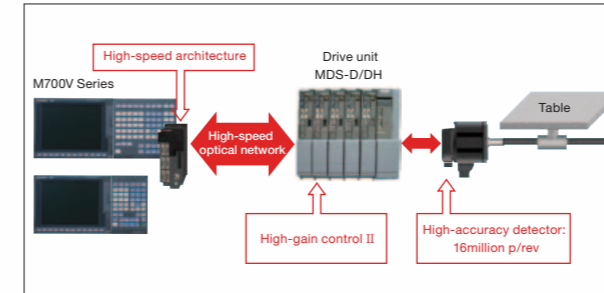 High-speed architecture
Drive unit
MDS-D/DH
M700V Series
Table
High-speed
optical network
High-gain control II
High-accuracy detector:
16million p/rev